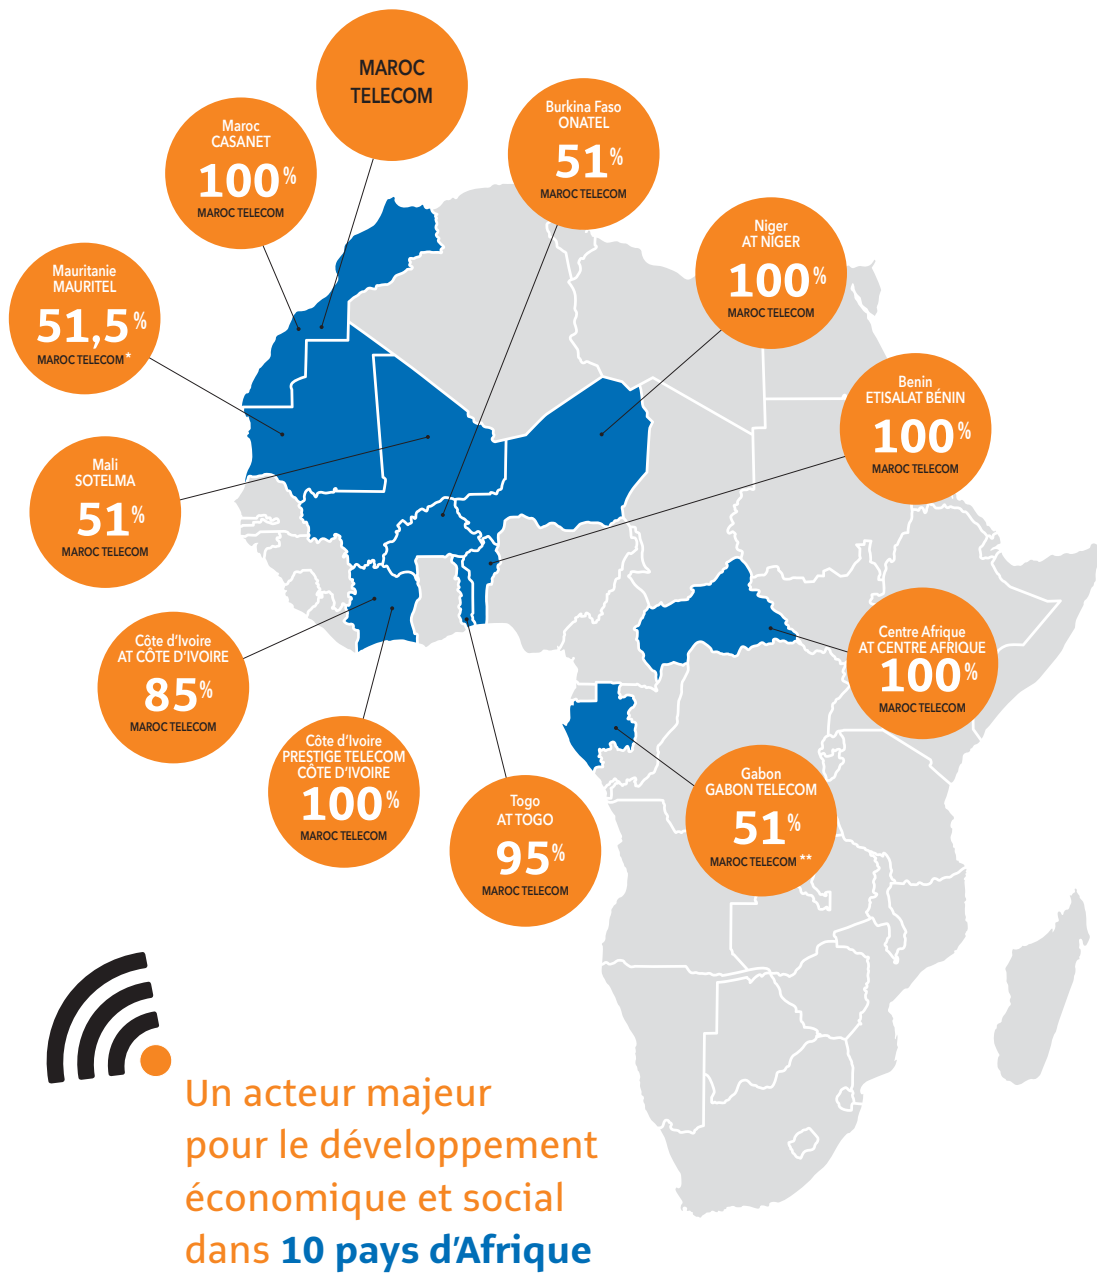 MAROC
TELECOM
Maroc
CASANET
100%
MAROC TELECOM
Burkina Faso
ONATEL
51%
MAROC TELECOM
Niger
AT NIGER
100%
MAROC TELECOM
Mauritanie
MAURITEL
51,5%
MAROC TELECOM*
Benin
ETISALAT BÉNIN
100%
MAROC TELECOM
Mali
SOTELMA
51%
MAROC TELECOM
Côte d'Ivoire
AT CÔTE D'IVOIRE
85%
MAROC TELECOM
Centre Afrique
AT CENTRE AFRIQUE
100%
MAROC TELECOM
Côte d'Ivoire
PRESTIGE TELECOM
CÔTE D'IVOIRE
100%
MAROC TELECOM
Togo
AT TOGO
95%
MAROC TELECOM
Gabon
GABON TELECOM
51%
MAROC TELECOM **
Un acteur majeur
pour le développement
économique et social
dans 10 pays d'Afrique